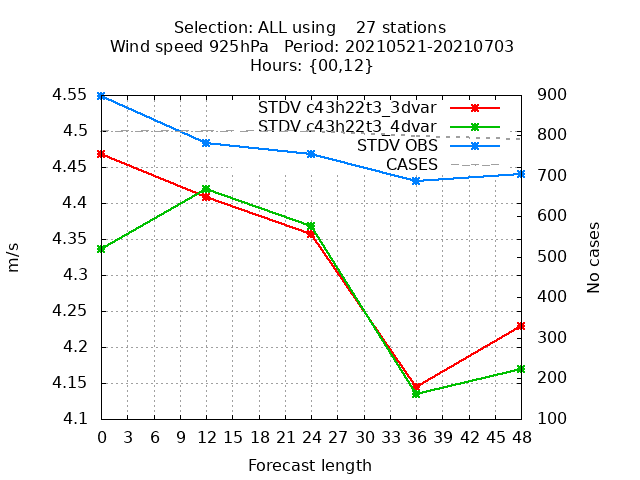 Selection: ALL using 27 stations
Wind speed 925hPa Period: 20210521-20210703
Hours: {00,12}
STDV c43h22t3_3dvar
STDV c43h22t3_4dvar
STDV OBS
CASES
4.55
4.5
4.45
4.4
4.35
4.3
4.25
4.2
4.15
4.1
m/s
900
800
700
600
500
400
300
200
100
No cases
0 3 6 9 12 15 18 21 24 27 30 33 36 39 42 45 48
Forecast length